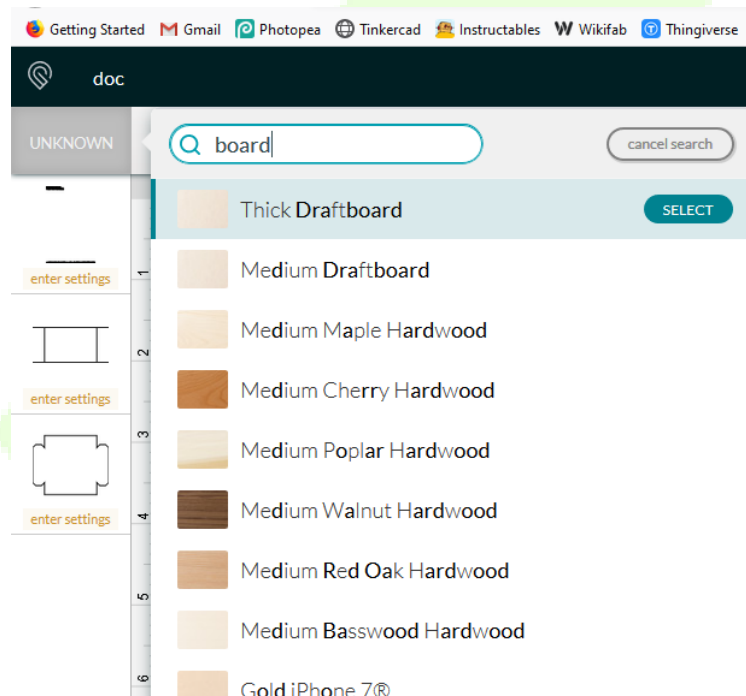 Getting Started Gmail Photopea Tinkercad Instructables Wikifab Thingiverse
doc
UNKNOWN
board
cancel search
Thick Draftboard
SELECT
enter settings
Medium Draftboard
1
Medium Maple Hardwood
2
enter settings
Medium Cherry Hardwood
3
Medium Poplar Hardwood
enter settings
Medium Walnut Hardwood
4
Medium Red Oak Hardwood
5
Medium Basswood Hardwood
6
Gold iPhone 7®